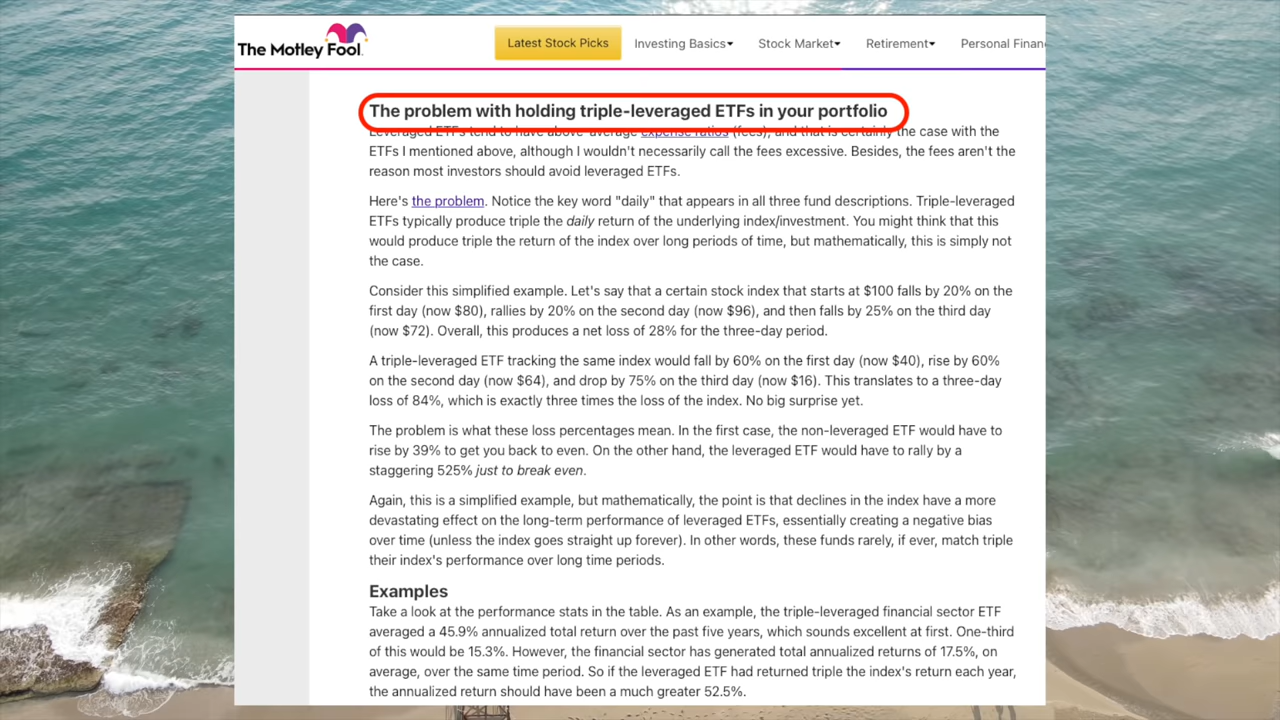 The Motley Fool.
Latest Stock Picks
Investing Basics
Stock Market
Retirement
Personal Finan
The problem with holding triple-leveraged ETFs in your portfolio
Leveraged ETFs tend to have above-average expense ratios (fees), and that is certainly the case with the
ETFs I mentioned above, although I wouldn't necessarily call the fees excessive. Besides, the fees aren't the
reason most investors should avoid leveraged ETFs.
Here's the problem. Notice the key word "daily" that appears in all three fund descriptions. Triple-leveraged
ETFs typically produce triple the daily return of the underlying index/investment. You might think that this
would produce triple the return of the index over long periods of time, but mathematically, this is simply not
the case.
Consider this simplified example. Let's say that a certain stock index that starts at $100 falls by 20% on the
first day (now $80), rallies by 20% on the second day (now $96), and then falls by 25% on the third day
(now $72). Overall, this produces a net loss of 28% for the three-day period.
A triple-leveraged ETF tracking the same index would fall by 60% on the first day (now $40), rise by 60%
on the second day (now $64), and drop by 75% on the third day (now $16). This translates to a three-day
loss of 84%, which is exactly three times the loss of the index. No big surprise yet.
The problem is what these loss percentages mean. In the first case, the non-leveraged ETF would have to
rise by 39% to get you back to even. On the other hand, the leveraged ETF would have to rally by a
staggering 525% just to break even.
Again, this is a simplified example, but mathematically, the point is that declines in the index have a more
devastating effect on the long-term performance of leveraged ETFs, essentially creating a negative bias
over time (unless the index goes straight up forever). In other words, these funds rarely, if ever, match triple
their index's performance over long time periods.
Examples
Take a look at the performance stats in the table. As an example, the triple-leveraged financial sector ETF
averaged a 45.9% annualized total return over the past five years, which sounds excellent at first. One-third
of this would be 15.3%. However, the financial sector has generated total annualized returns of 17.5%, on
average, over the same time period. So if the leveraged ETF had returned triple the index's return each year,
the annualized return should have been a much greater 52.5%.